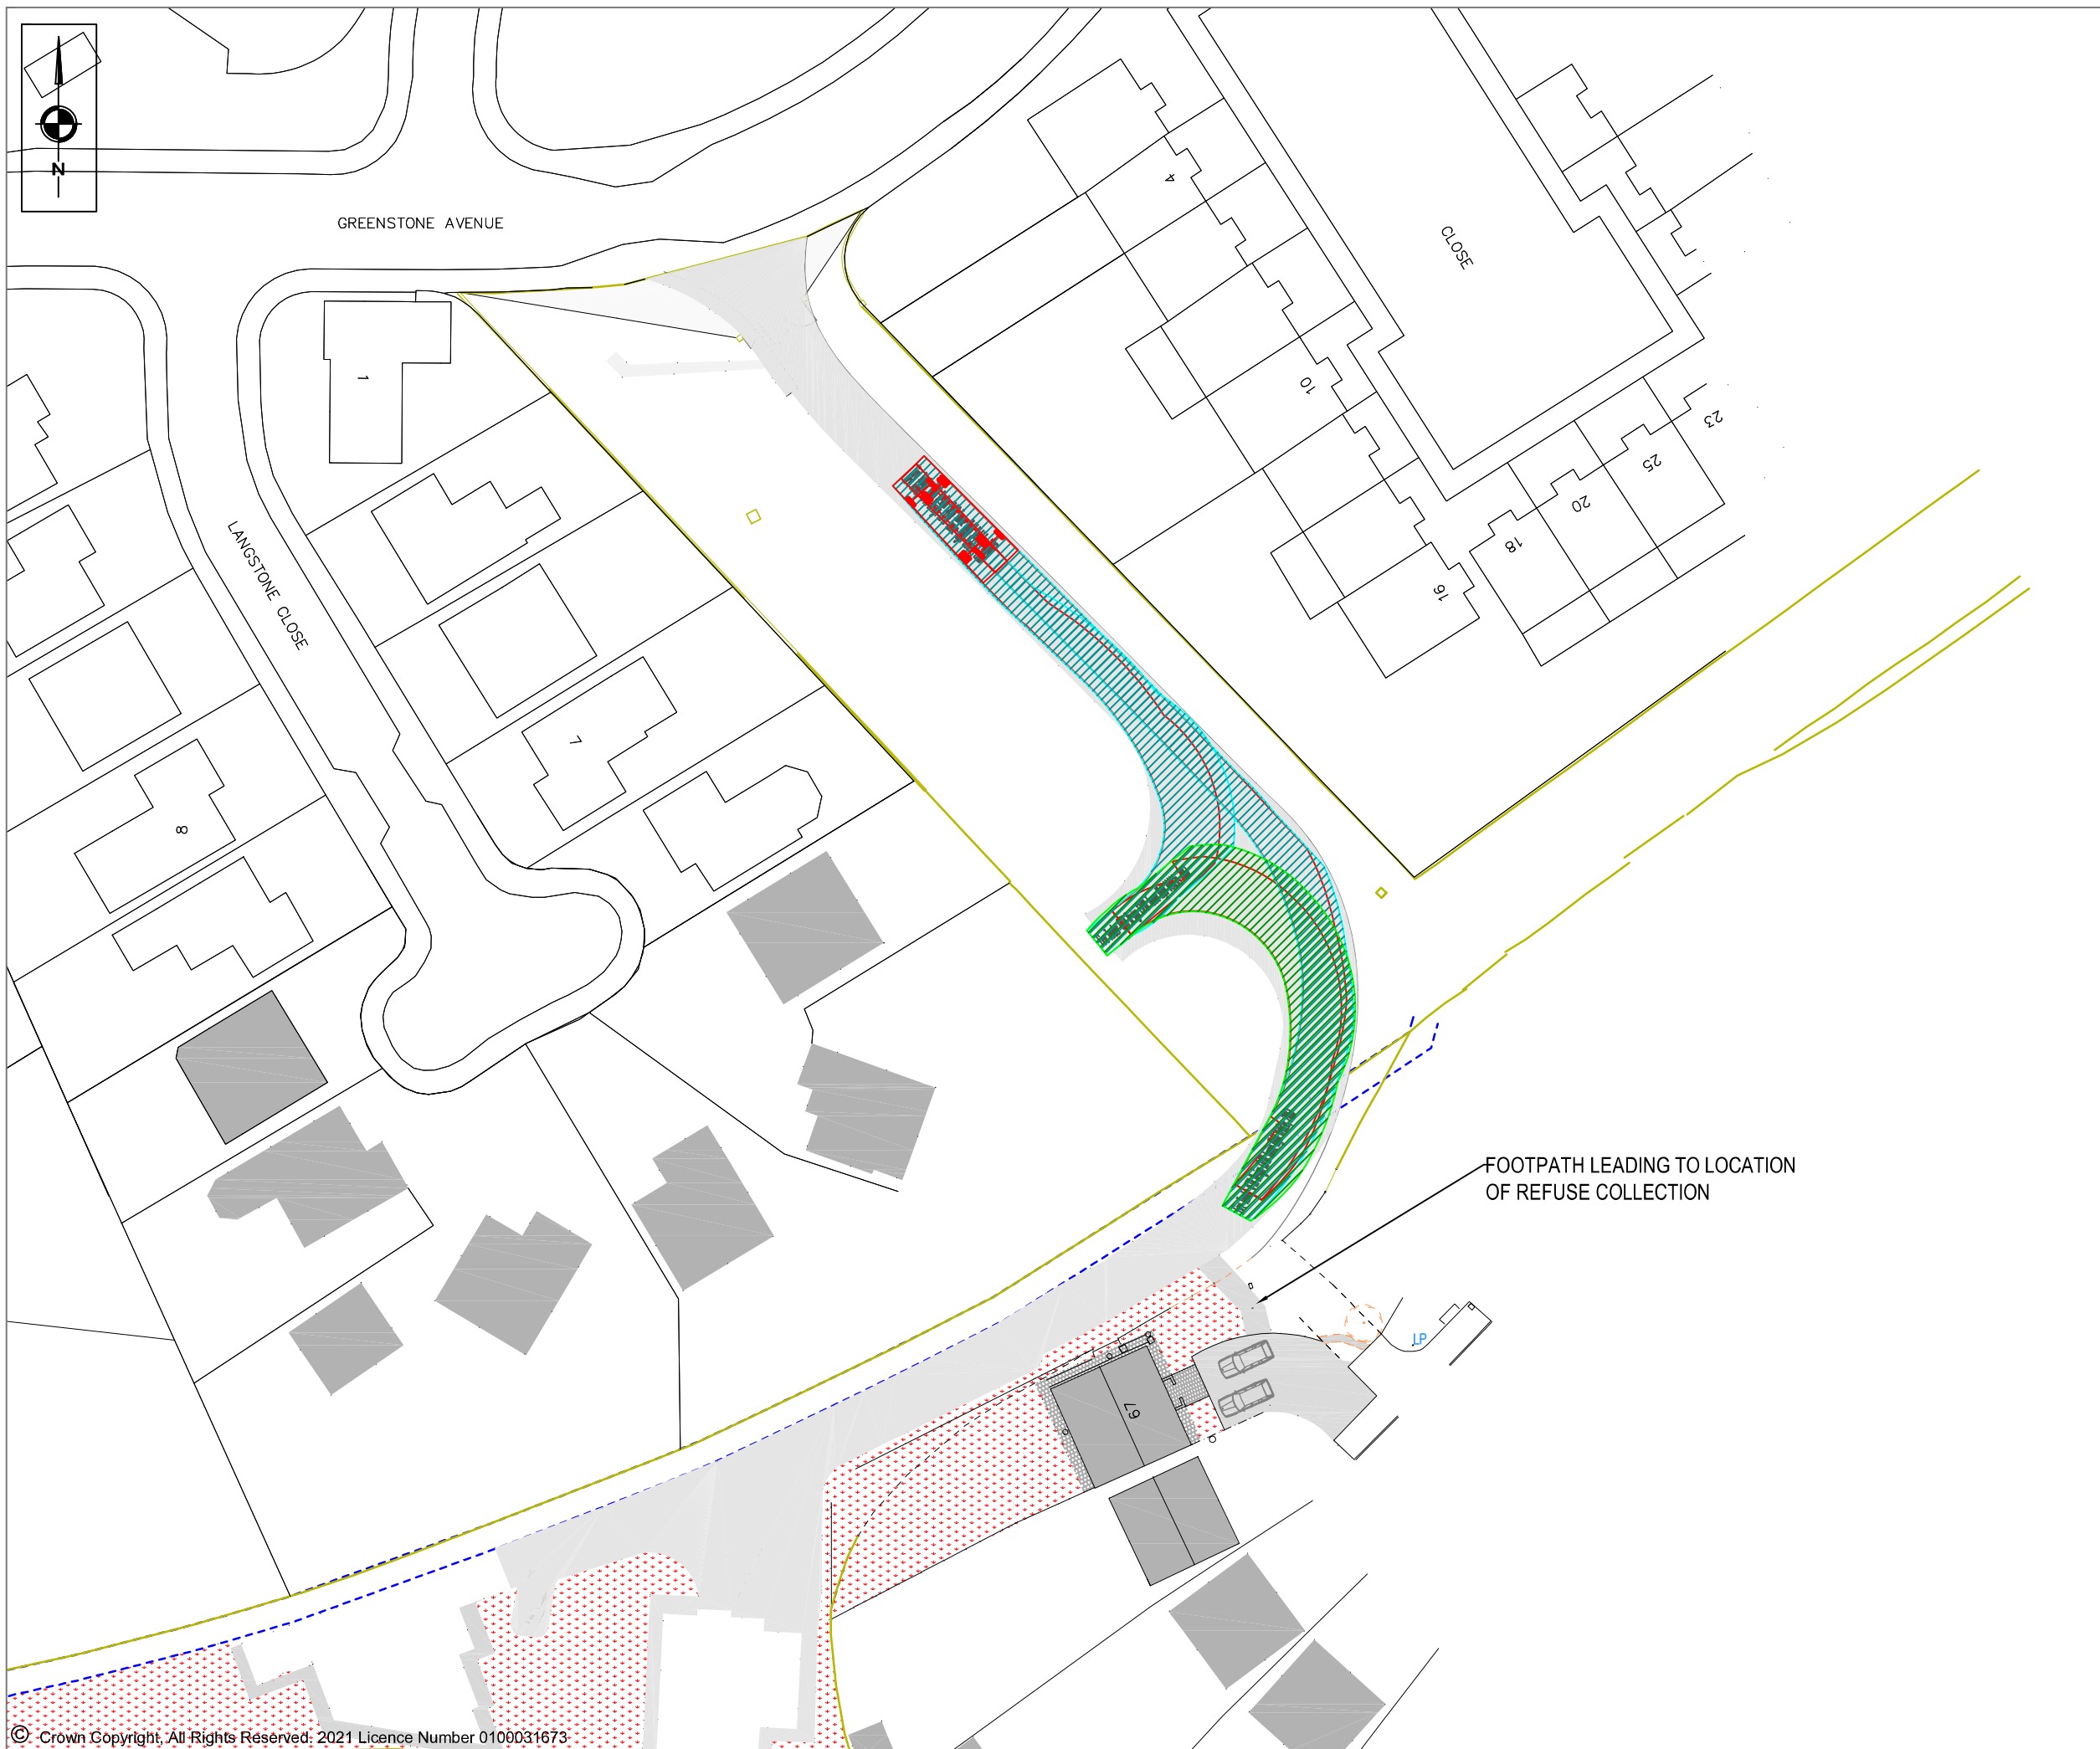 N
GREENSTONE AVENUE
4
CLOSE
1
10
23
25
20
18
16
LANGSTONE CLOSE
7
8
FOOTPATH LEADING TO LOCATION
OF REFUSE COLLECTION
LP
67
© Crown Copyright, All Rights Reserved. 2021 Licence Number 0100031673